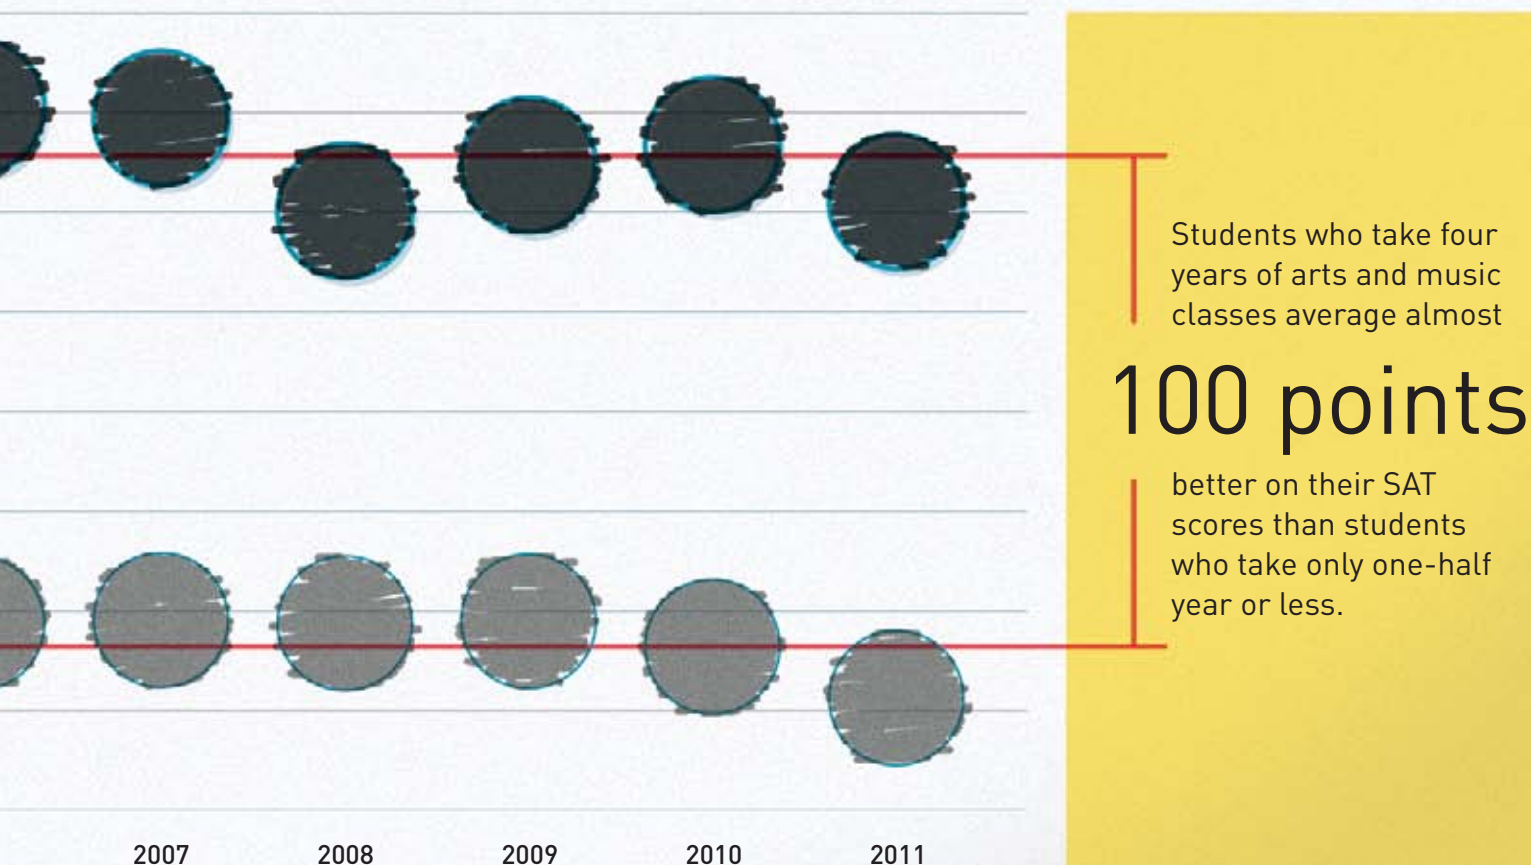 Students who take four
years of arts and music
classes average almost
100 points
better on their SAT
scores than students
who take only one-half
year or less.
2007 2008 2009 2010 2011